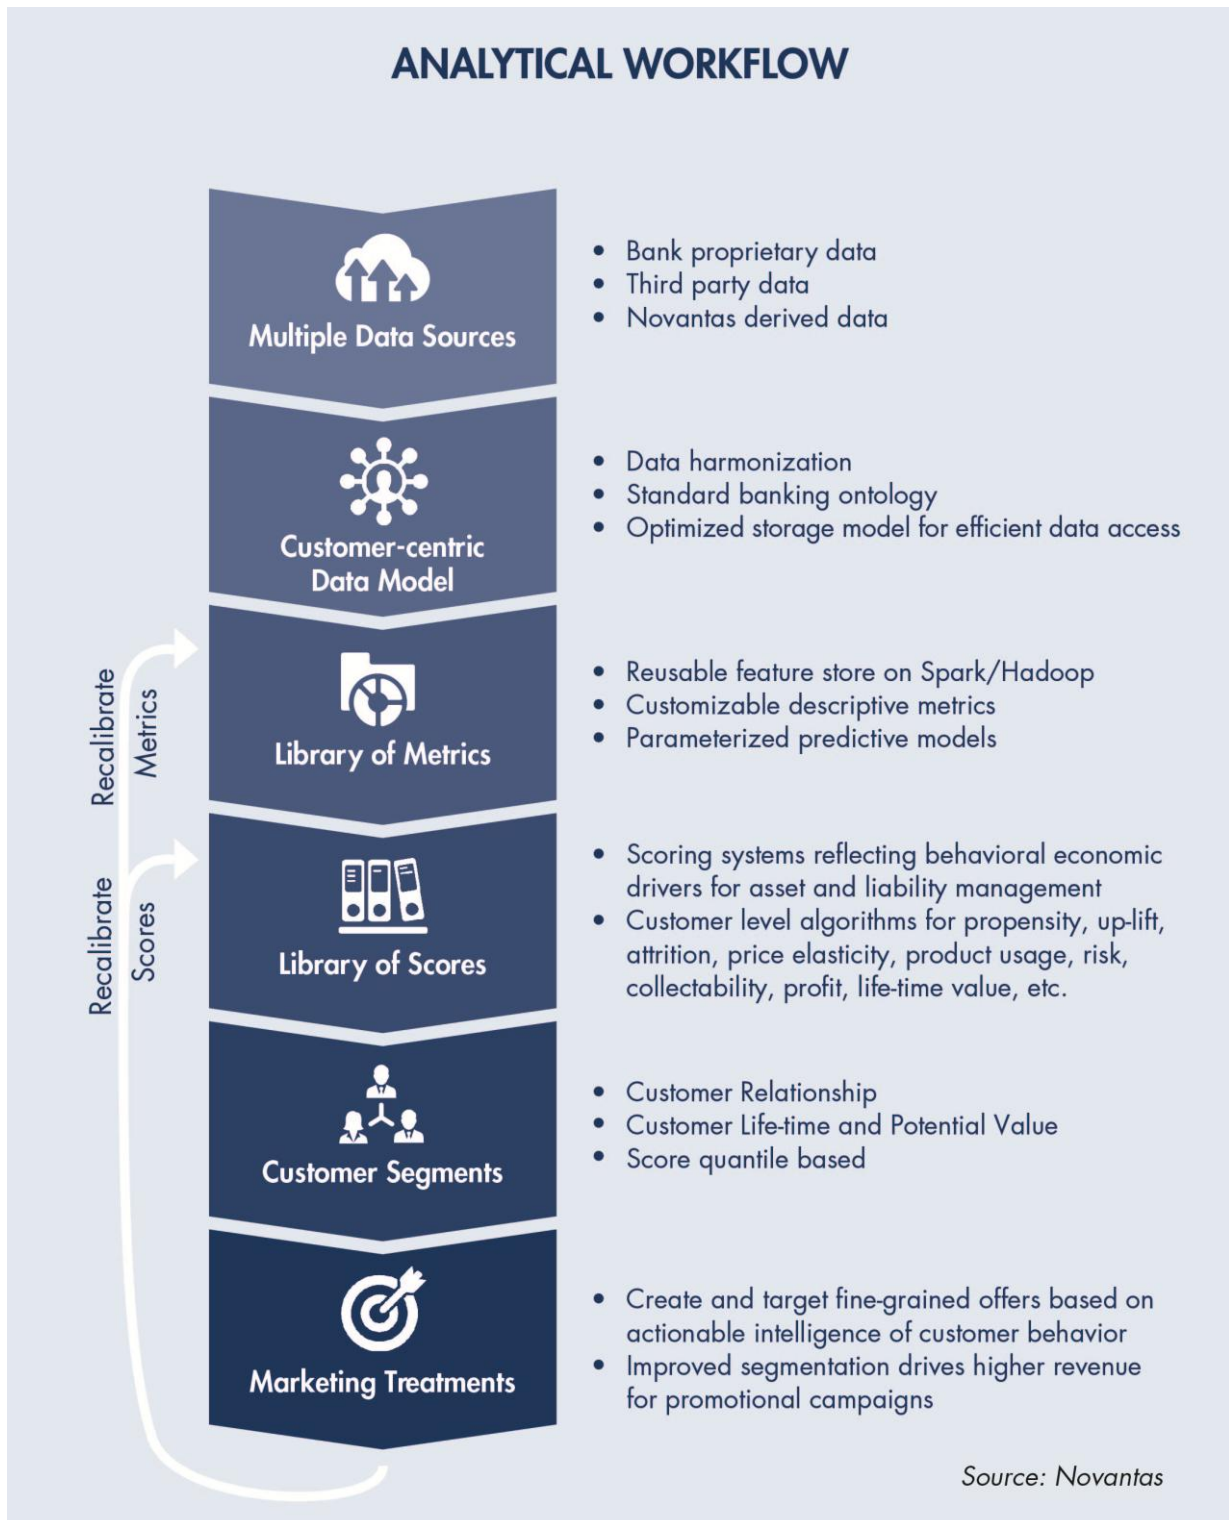 ANALYTICAL WORKFLOW
Multiple Data Sources
• Bank proprietary data
• Third party data
• Novantas derived data
Customer-centric
Data Model
• Data harmonization
• Standard banking ontology
• Optimized storage model for efficient data access
Recalibrate
Metrics
Library of Metrics
• Reusable feature store on Spark/Hadoop
• Customizable descriptive metrics
• Parameterized predictive models
Recalibrate
Scores
Library of Scores
• Scoring systems reflecting behavioral economic
drivers for asset and liability management
• Customer level algorithms for propensity, up-lift,
attrition, price elasticity, product usage, risk,
collectability, profit, life-time value, etc.
Customer Segments
• Customer Relationship
• Customer Life-time and Potential Value
• Score quantile based
Marketing Treatments
• Create and target fine-grained offers based on
actionable intelligence of customer behavior
• Improved segmentation drives higher revenue
for promotional campaigns
Source: Novantas